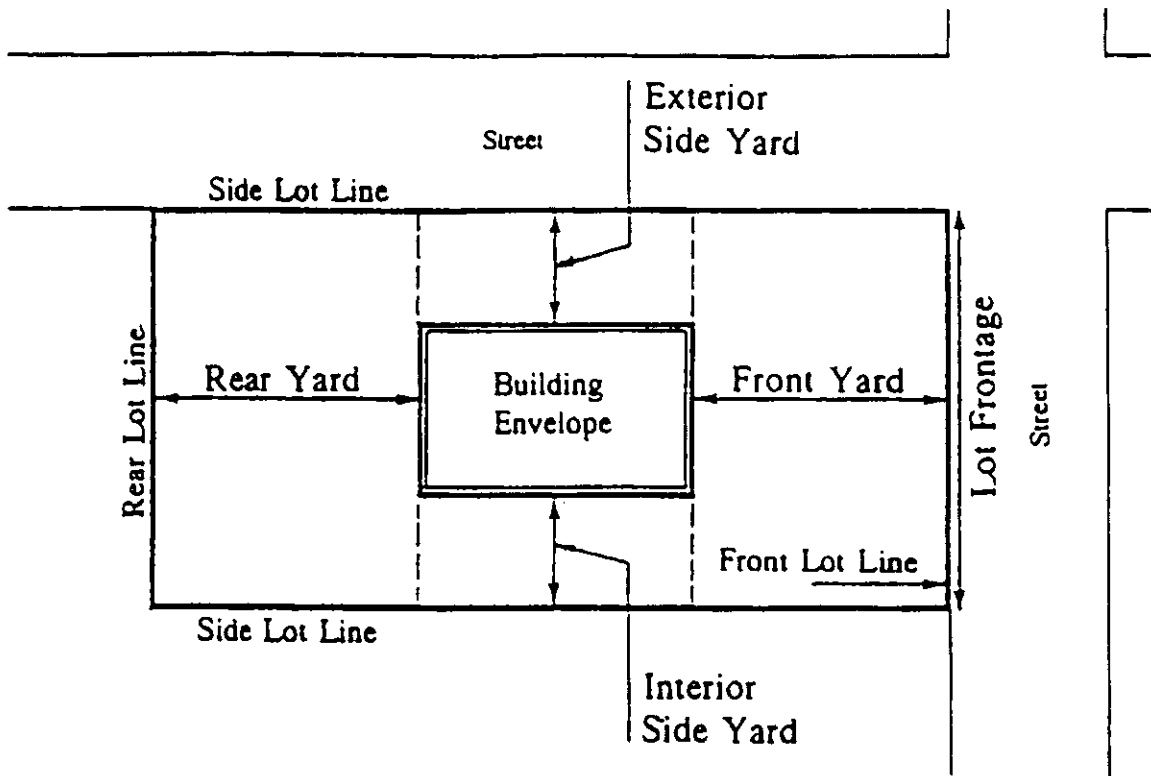 Exterior
Side Yard
Street
Side Lot Line
Rear Lot Line
Rear Yard
Building
Envelope
Front Yard
Lot Frontage
Street
Front Lot Line
Side Lot Line
Interior
Side Yard